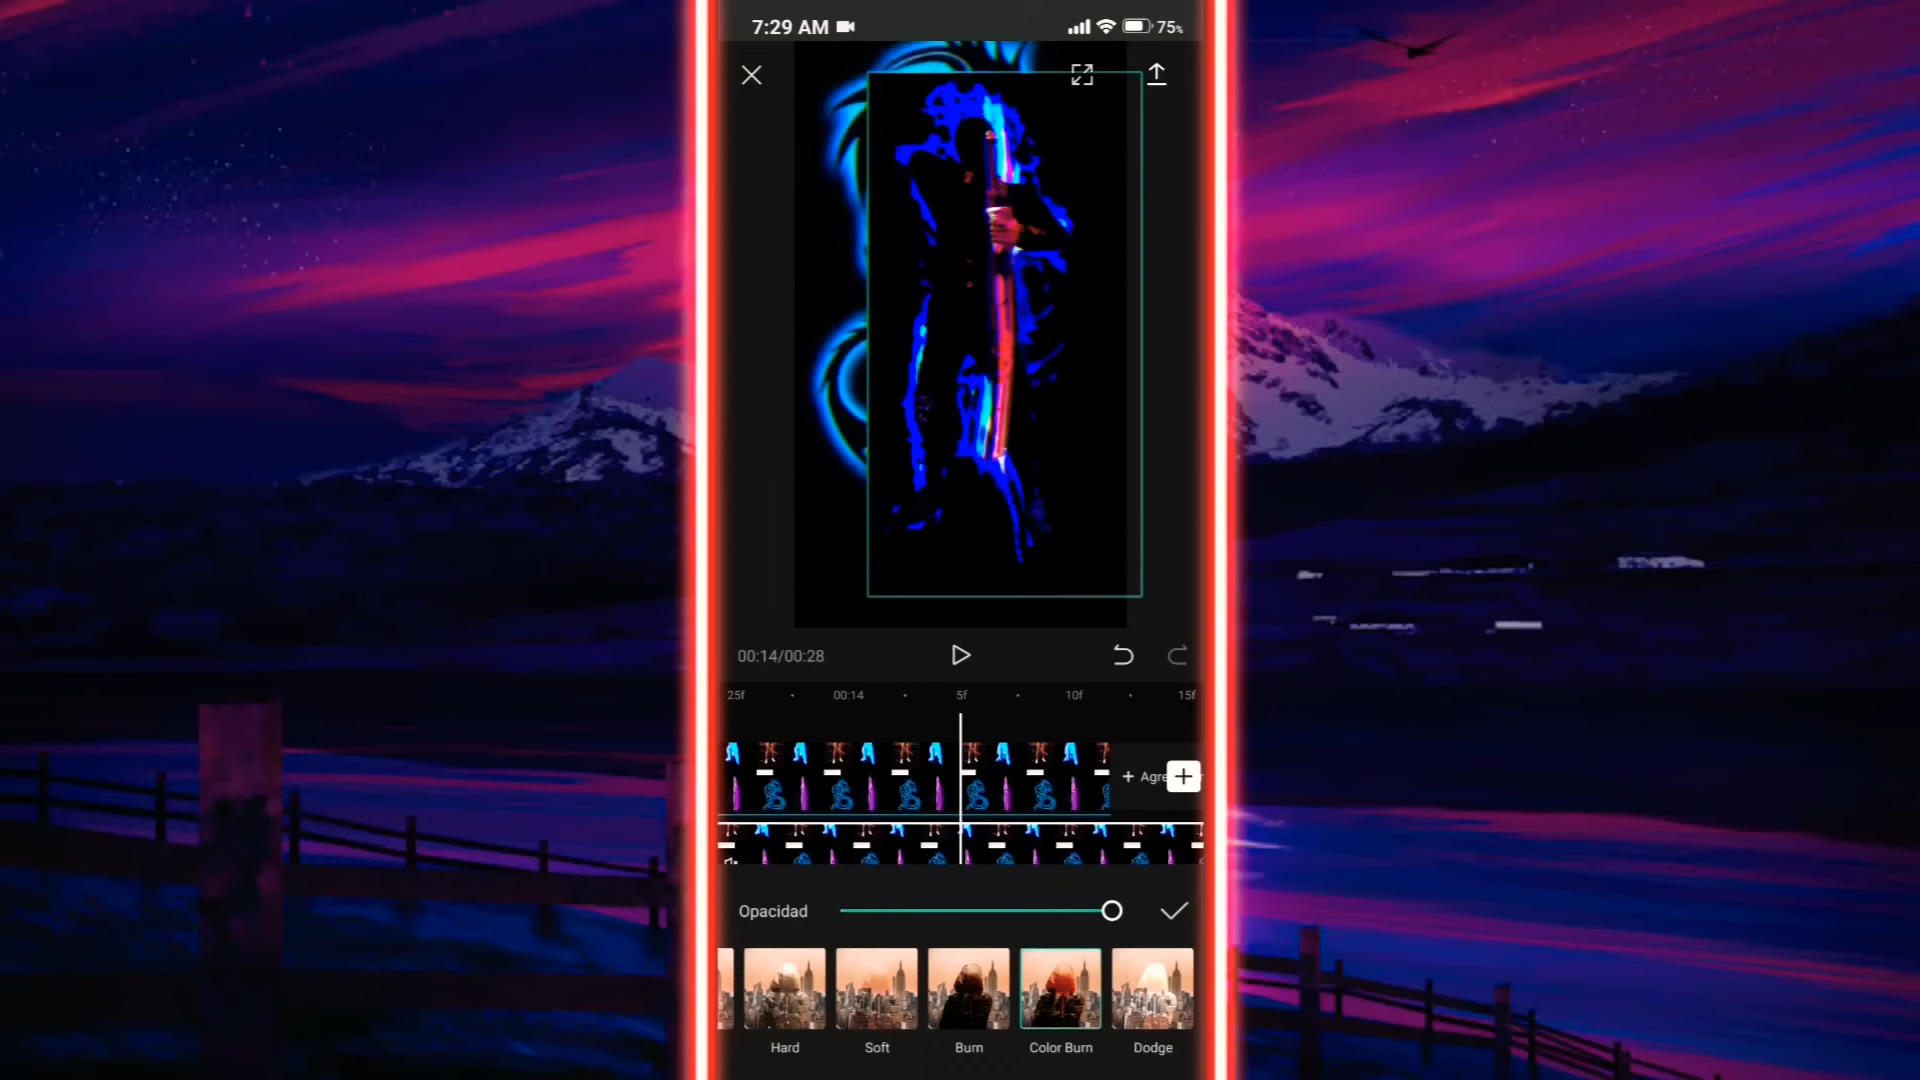 7:29 AM
75%
00:14/00:28
25f
00:14
5f
10f
15f
+ Agre
Opacidad
Hard
Soft
Burn
Color Burn
Dodge